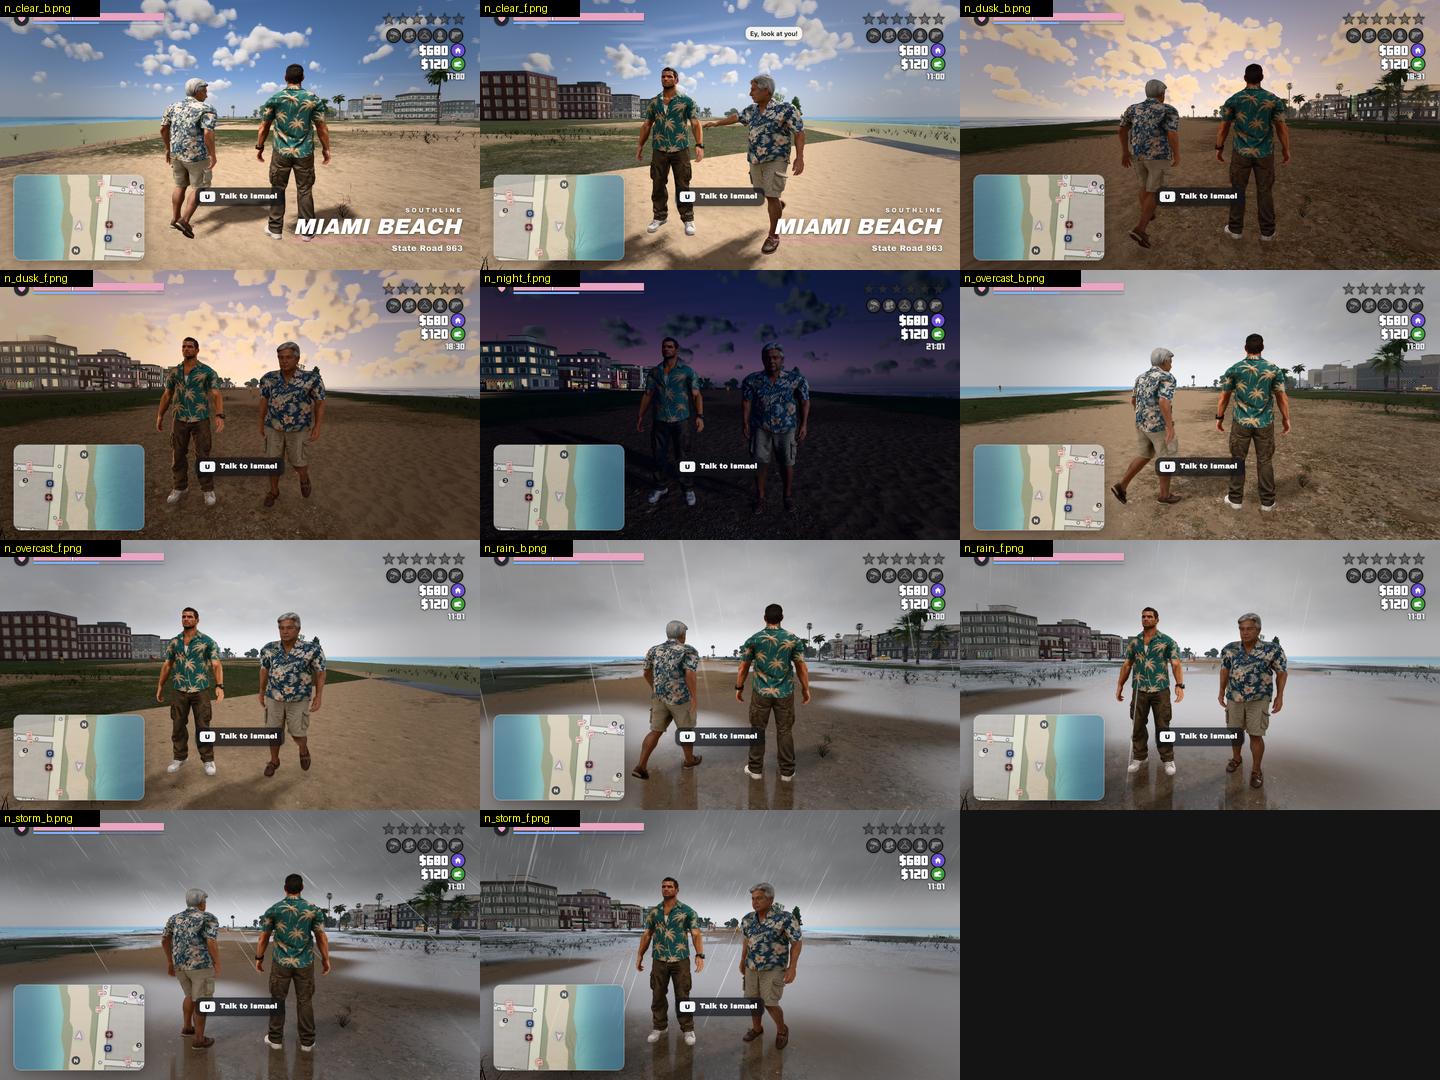 n_clear_b.png
$680
$120
11:00
U Talk to Ismael
SOUTHLINE
MIAMI BEACH
State Road 963
N
n_clear_f.png
Ey, look at you!
$680
$120
11:00
U Talk to Ismael
SOUTHLINE
MIAMI BEACH
State Road 963
N
n_dusk_b.png
$680
$120
18:31
U Talk to Ismael
N
n_dusk_f.png
$680
$120
18:30
U Talk to Ismael
N
n_night_f.png
$680
$120
21:01
U Talk to Ismael
N
n_overcast_b.png
$680
$120
11:00
U Talk to Ismael
N
n_overcast_f.png
$680
$120
11:01
U Talk to Ismael
N
n_rain_b.png
$680
$120
11:00
U Talk to Ismael
N
n_rain_f.png
$680
$120
11:01
U Talk to Ismael
N
n_storm_b.png
$680
$120
11:01
U Talk to Ismael
N
n_storm_f.png
$680
$120
11:01
U Talk to Ismael
N